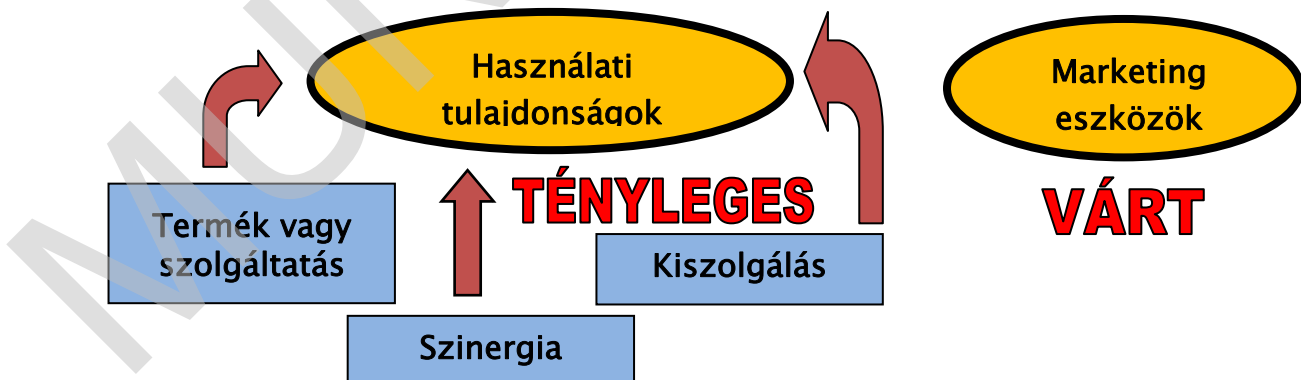 Használati
tulajdonságok
Marketing
eszközök
TÉNYLEGES
VÁRT
Termék vagy
szolgáltatás
Kiszolgálás
Szinergia